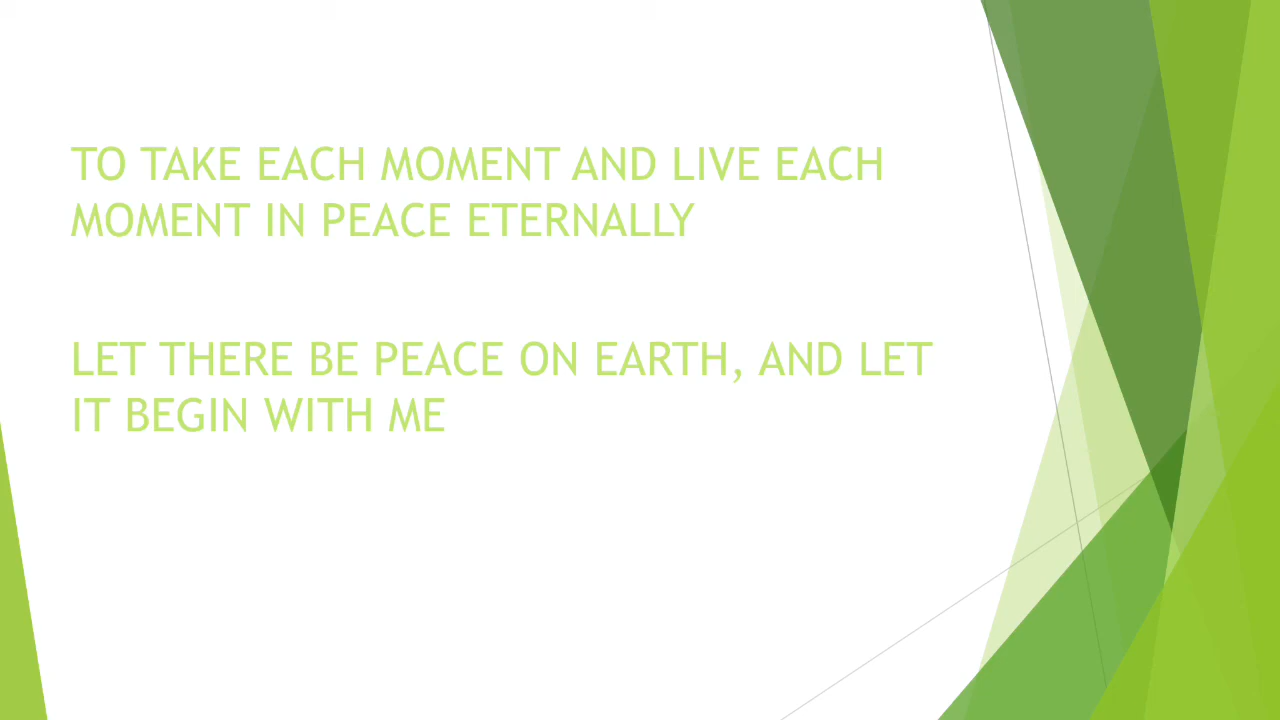 TO TAKE EACH MOMENT AND LIVE EACH
MOMENT IN PEACE ETERNALLY
LET THERE BE PEACE ON EARTH, AND LET
IT BEGIN WITH ME